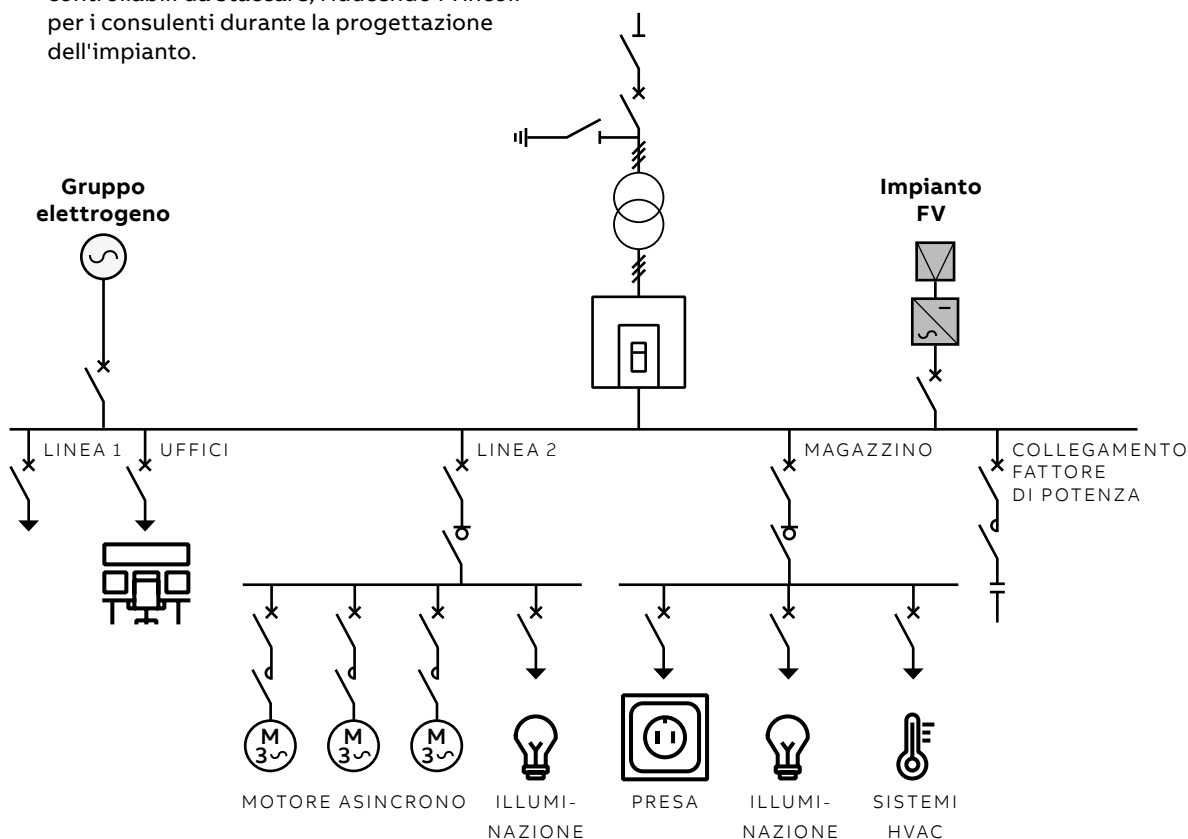 per i consulenti durante la progettazione
dell'impianto.
Gruppo
elettrogeno
Impianto
FV
LINEA 1
UFFICI
LINEA 2
MAGAZZINO
COLLEGAMENTO
FATTORE
DI POTENZA
M
3
M
3
M
3
MOTORE ASINCRONO
ILLUMI-
NAZIONE
PRESA
ILLUMI-
NAZIONE
SISTEMI
HVAC